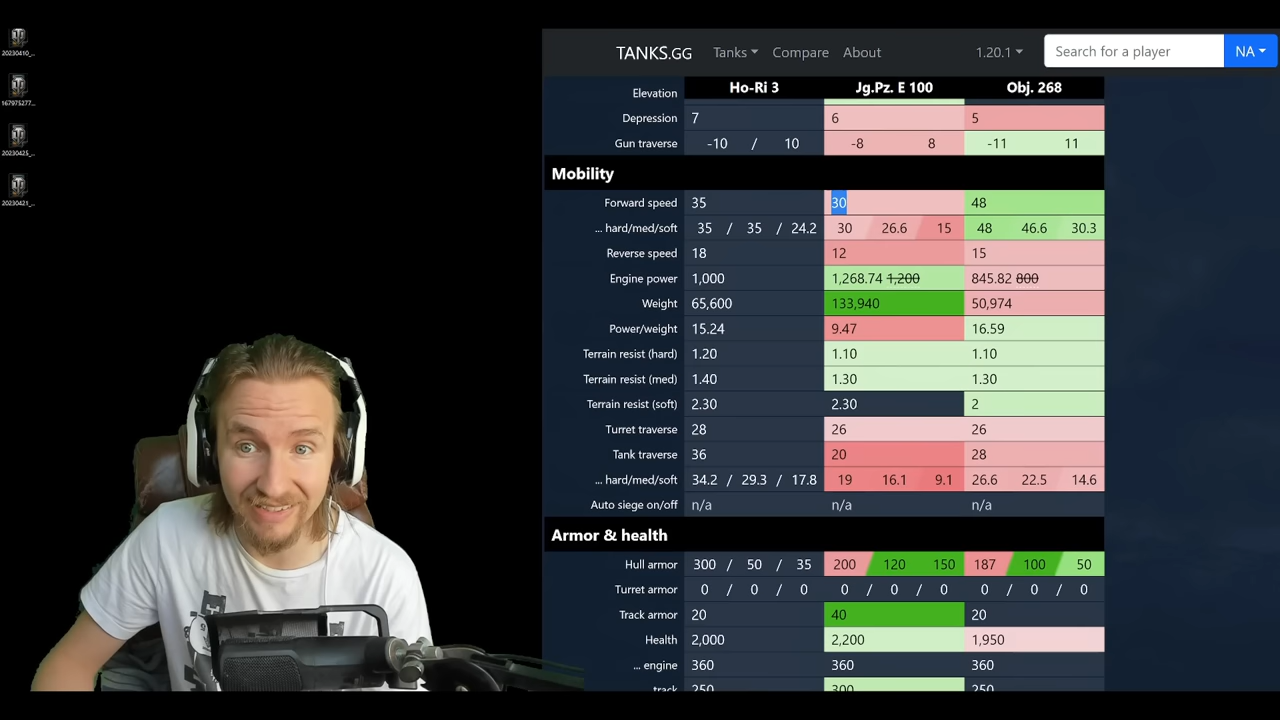 20230410_...
167975277...
20230425_...
20230421_...
TANKS.GG Tanks Compare About 1.20.1 Search for a player NA
Elevation Ho-Ri 3 Jg.Pz. E 100 Obj. 268
Depression 7 6 5
Gun traverse -10 / 10 -8 8 -11 11
Mobility
Forward speed 35 30 48
... hard/med/soft 35 / 35 / 24.2 30 26.6 15 48 46.6 30.3
Reverse speed 18 12 15
Engine power 1,000 1,268.74 1,200 845.82 800
Weight 65,600 133,940 50,974
Power/weight 15.24 9.47 16.59
Terrain resist (hard) 1.20 1.10 1.10
Terrain resist (med) 1.40 1.30 1.30
Terrain resist (soft) 2.30 2.30 2
Turret traverse 28 26 26
Tank traverse 36 20 28
... hard/med/soft 34.2 / 29.3 / 17.8 19 16.1 9.1 26.6 22.5 14.6
Auto siege on/off n/a n/a n/a
Armor & health
Hull armor 300 / 50 / 35 200 120 150 187 100 50
Turret armor 0 / 0 / 0 0 / 0 / 0 0 / 0 / 0
Track armor 20 40 20
Health 2,000 2,200 1,950
... engine 360 360 360
track 250 300 250